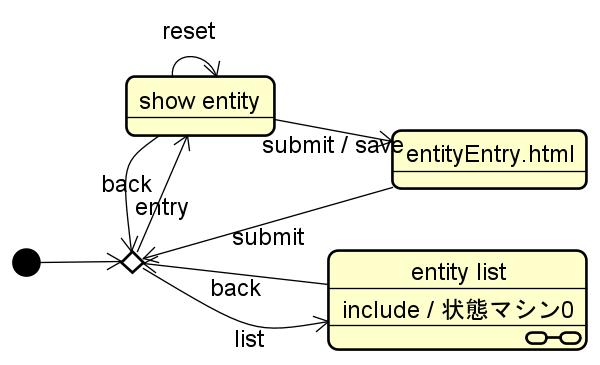 reset
show entity
submit / save
entityEntry.html
back
entry
submit
entity list
back
include / 状態マシン0
list